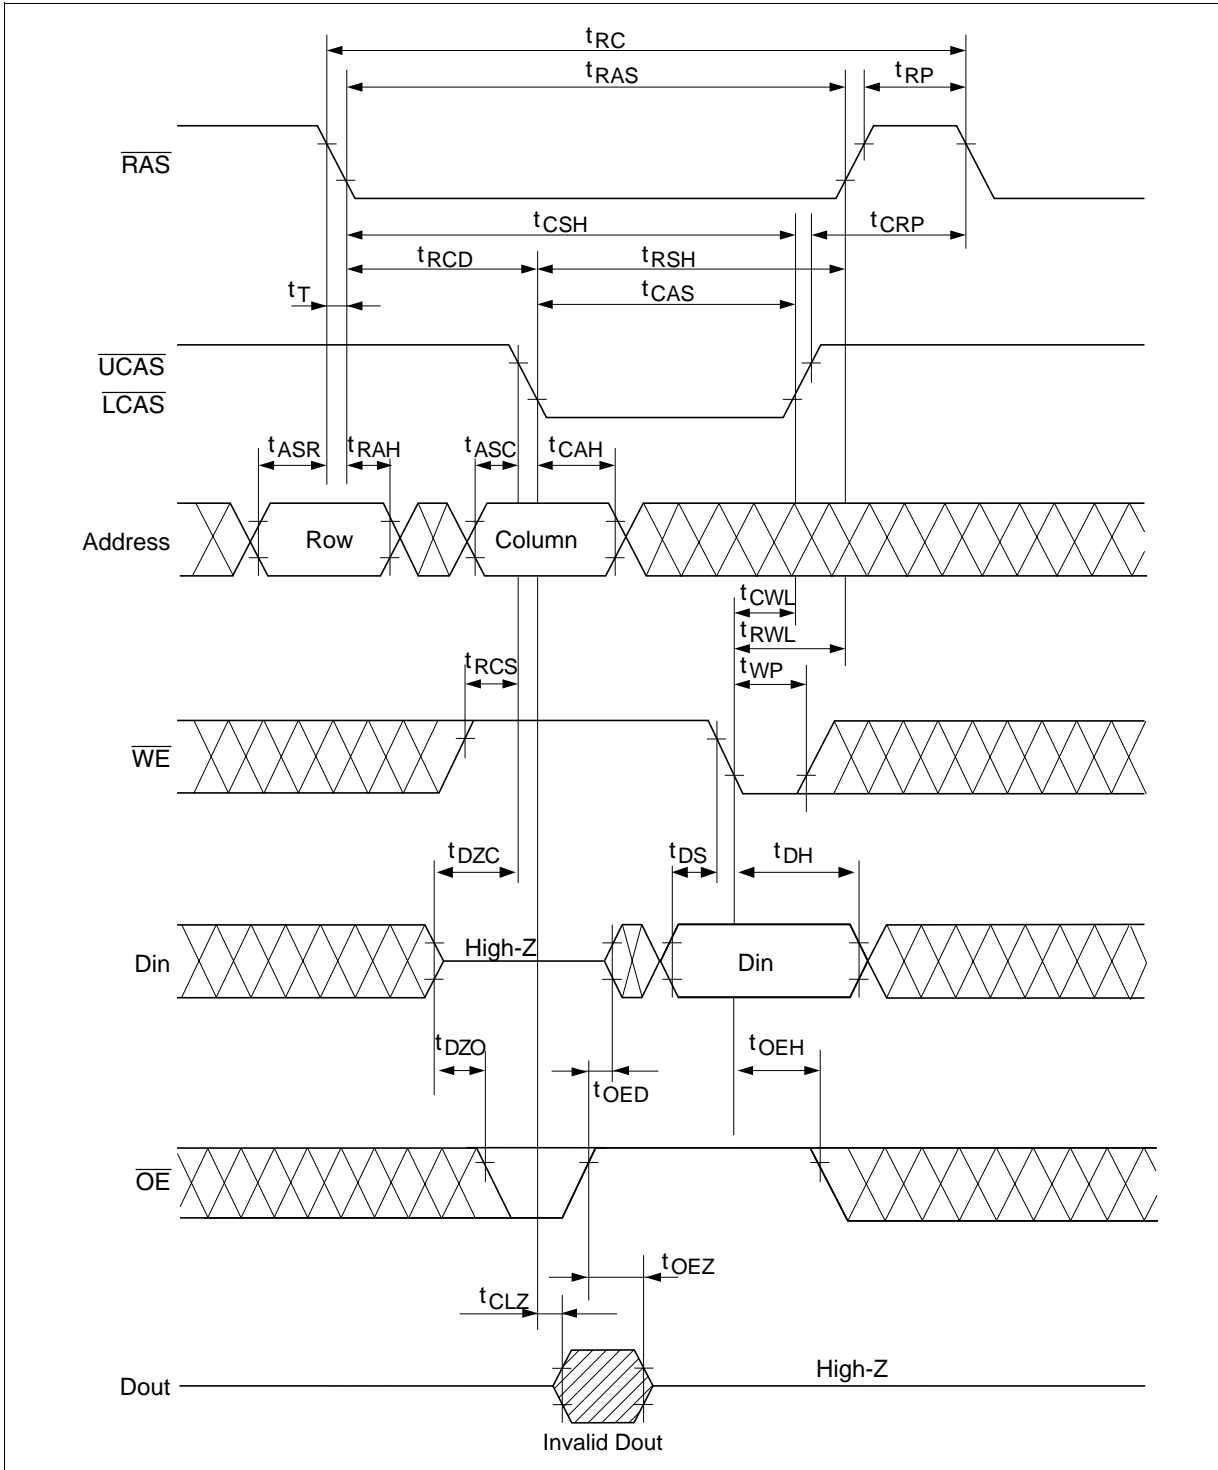 tRC
tRAS
tRP
RAS
tCSH
tCRP
tRCD
tRSH
tT
tCAS
UCAS
LCAS
tASR
tRAH
tASC
tCAH
Address
Row
Column
tCWL
tRWL
tRCS
tWP
WE
tDZC
tDS
tDH
High-Z
Din
Din
tDZO
tOED
tOEH
OE
tOEZ
tCLZ
High-Z
Dout
Invalid Dout